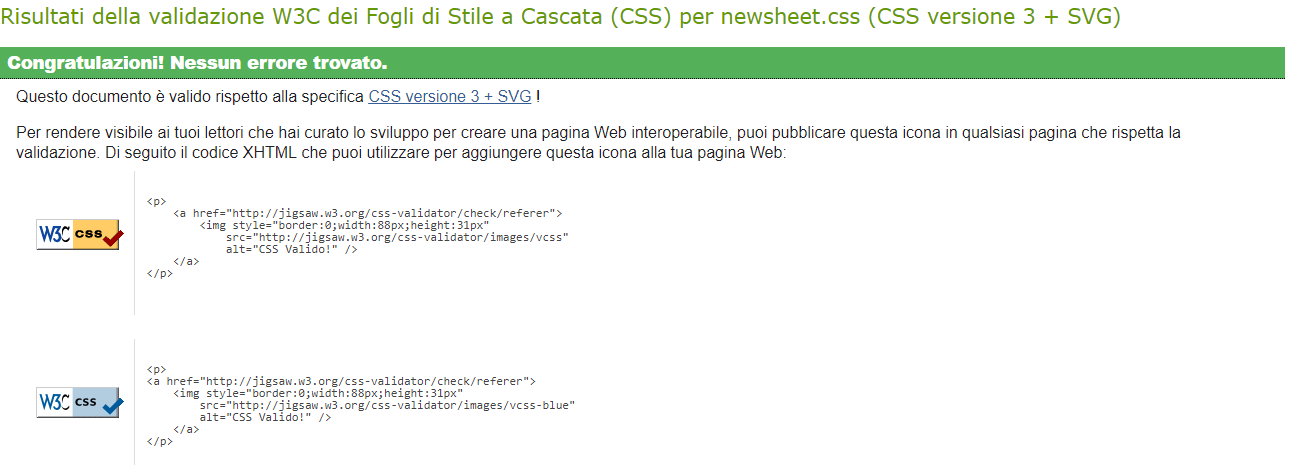 Risultati della validazione W3C dei Fogli di Stile a Cascata (CSS) per newsheet.css (CSS versione 3 + SVG)
Congratulazioni! Nessun errore trovato.
Questo documento è valido rispetto alla specifica CSS versione 3 + SVG !
Per rendere visibile ai tuoi lettori che hai curato lo sviluppo per creare una pagina Web interoperabile, puoi pubblicare questa icona in qualsiasi pagina che rispetta la
validazione. Di seguito il codice XHTML che puoi utilizzare per aggiungere questa icona alla tua pagina Web:
W3C css
<p>
<a href="http://jigsaw.w3.org/css-validator/check/referer">
<img style="border:0;width:88px;height:31px"
src="http://jigsaw.w3.org/css-validator/images/vcss"
alt="CSS Valido!" />
</a>
</p>
W3C css
<p>
<a href="http://jigsaw.w3.org/css-validator/check/referer">
<img style="border:0;width:88px;height:31px"
src="http://jigsaw.w3.org/css-validator/images/vcss-blue"
alt="CSS Valido!" />
</a>
</p>